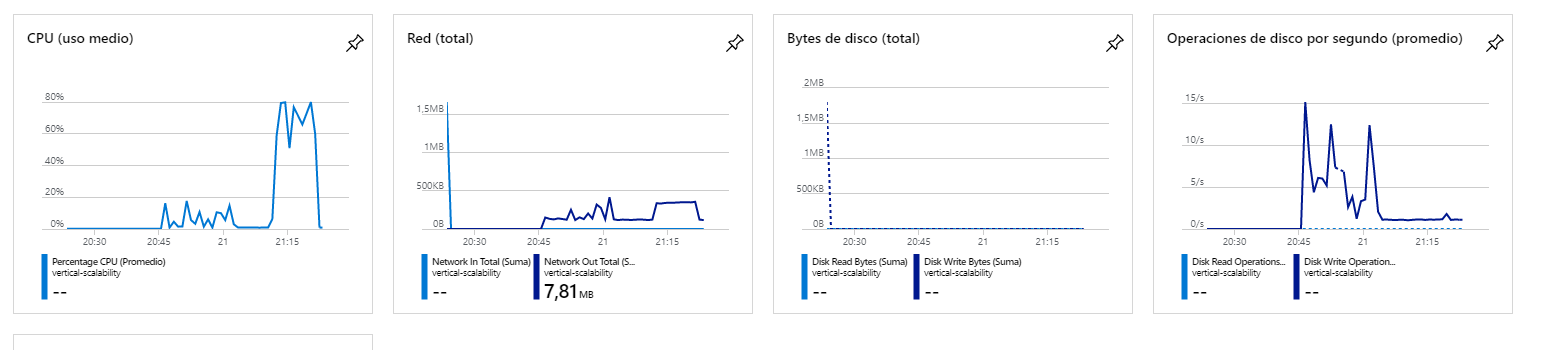 CPU (uso medio)
80%
60%
40%
20%
0%
20:30
20:45
21
21:15
Percentage CPU (Promedio)
vertical-scalability
--
Red (total)
1,5MB
1MB
500KB
0B
20:30
20:45
21
21:15
Network In Total (Suma)
vertical-scalability
--
Network Out Total (S...
vertical-scalability
7,81 MB
Bytes de disco (total)
2MB
1,5MB
1MB
500KB
0B
20:30
20:45
21
21:15
Disk Read Bytes (Suma)
vertical-scalability
--
Disk Write Bytes (Suma)
vertical-scalability
--
Operaciones de disco por segundo (promedio)
15/s
10/s
5/s
0/s
20:30
20:45
21
21:15
Disk Read Operations...
vertical-scalability
--
Disk Write Operation...
vertical-scalability
--